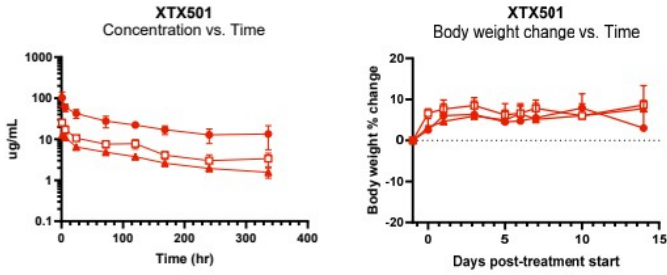 XTX501
Concentration vs. Time
1000
100
10
1
0.1
ug/mL
0
100
200
300
400
Time (hr)
XTX501
Body weight change vs. Time
20
10
0
-10
-20
Body weight % change
0
5
10
15
Days post-treatment start